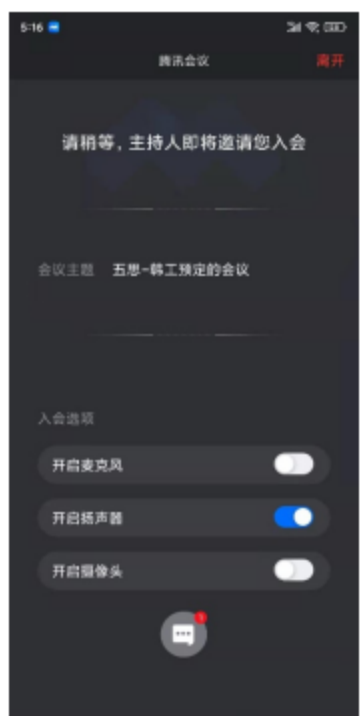 5:16
腾讯会议
离开
请稍等，主持人即将邀请您入会
会议主题 五思-韩工预定的会议
入会选项
开启麦克风
开启扬声器
开启摄像头